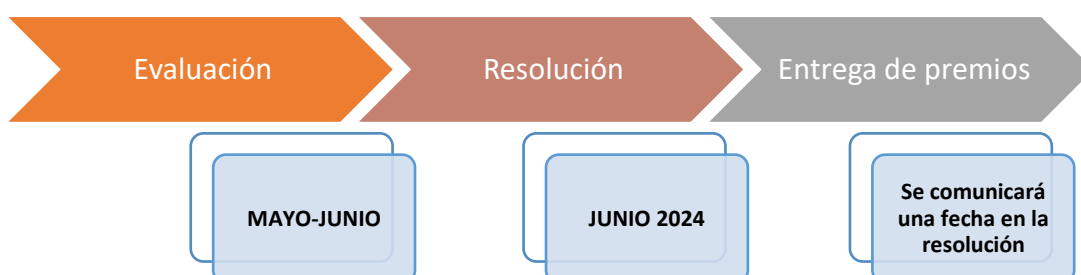 Evaluación
Resolución
Entrega de premios
MAYO-JUNIO
JUNIO 2024
Se comunicará
una fecha en la
resolución